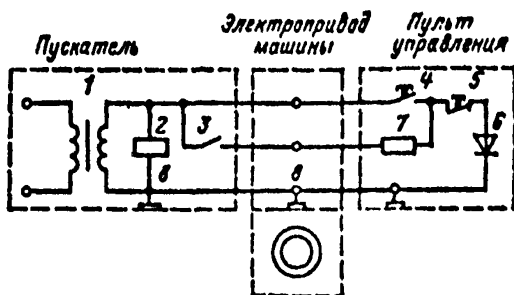 Пускатель
Электропривод
машины
Пульт
управления
1
2
3
4
5
6
7
8
8